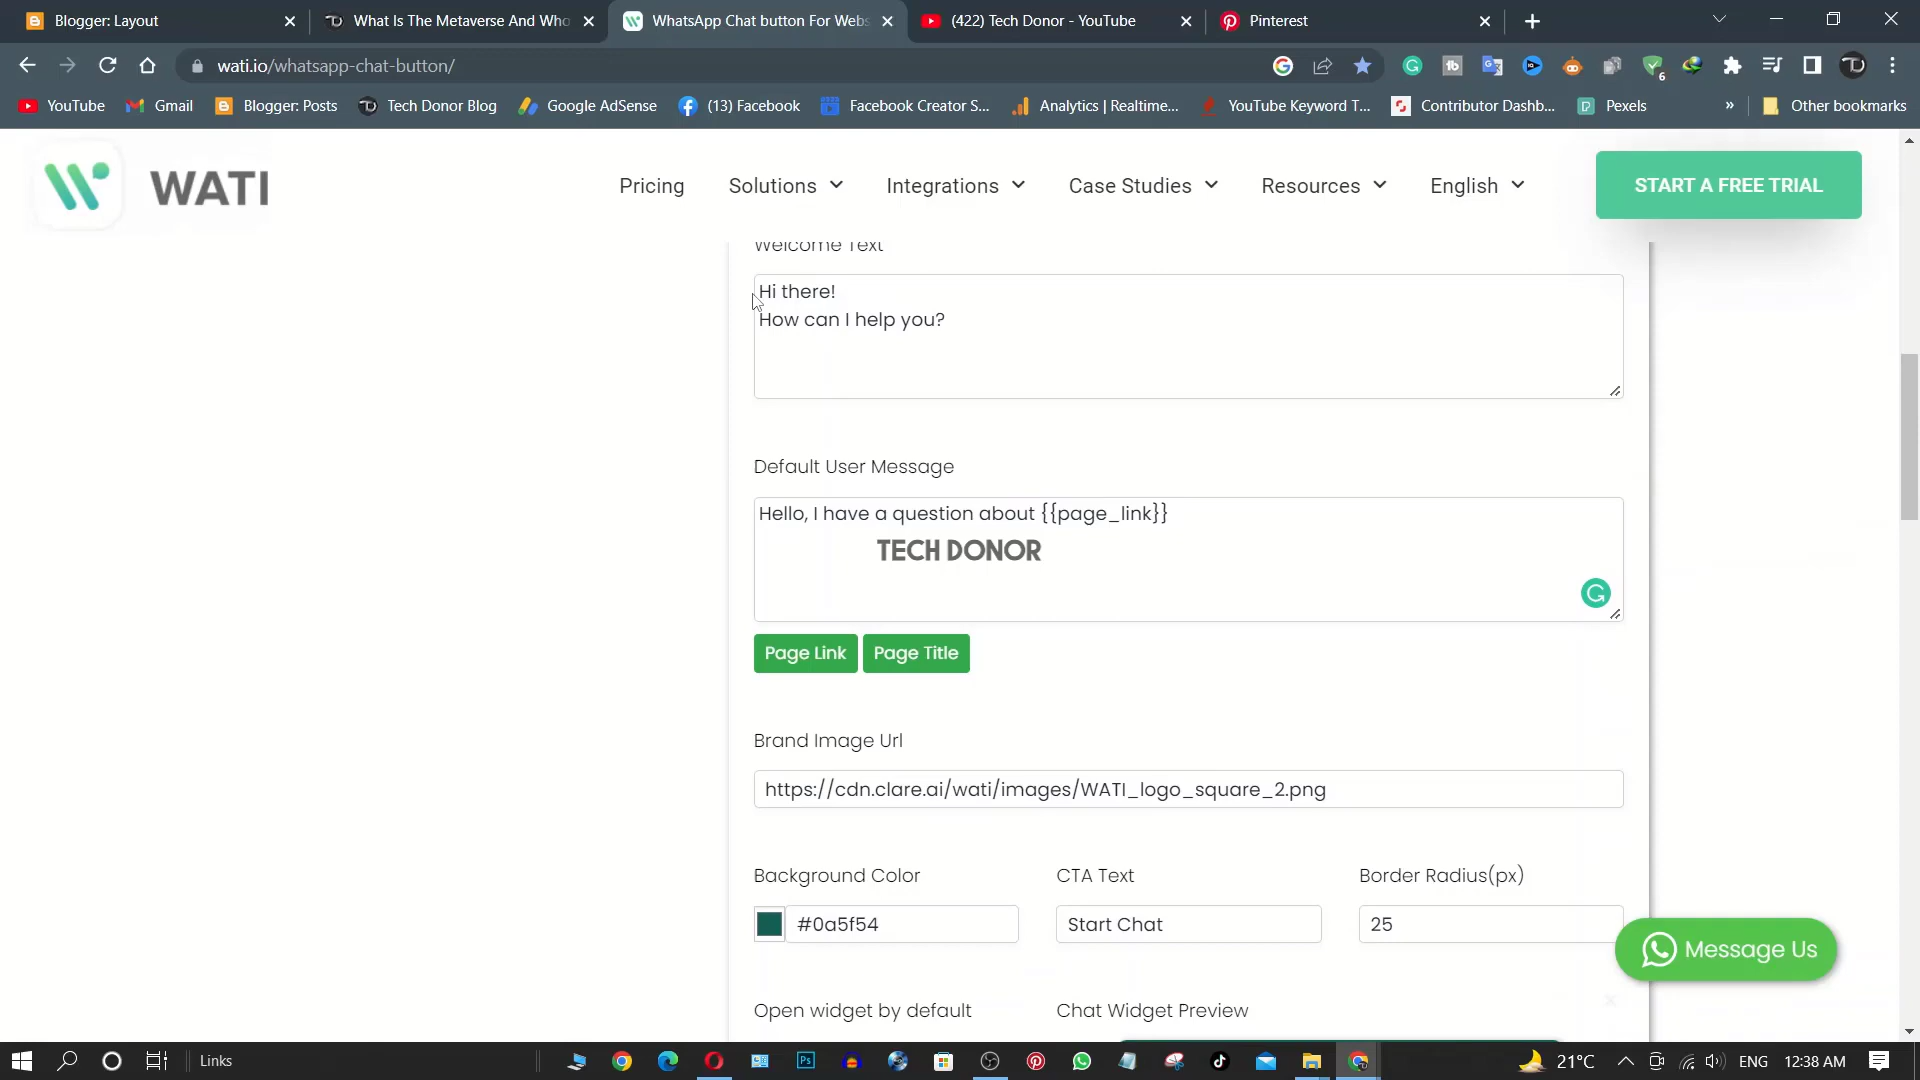 Blogger: Layout
What Is The Metaverse And Who
WhatsApp Chat button For Webs
(422) Tech Donor - YouTube
Pinterest
wati.io/whatsapp-chat-button/
6
YouTube
Gmail
Blogger: Posts
Tech Donor Blog
Google AdSense
(13) Facebook
Facebook Creator S...
Analytics | Realtime...
YouTube Keyword T...
Contributor Dashb...
Pexels
»
Other bookmarks
WATI
Pricing
Solutions
Integrations
Case Studies
Resources
English
START A FREE TRIAL
Welcome Text
Hi there!
How can I help you?
Default User Message
Hello, I have a question about {{page_link}}
TECH DONOR
Page Link
Page Title
Brand Image Url
https://cdn.clare.ai/wati/images/WATI_logo_square_2.png
Background Color
CTA Text
Border Radius(px)
#0a5f54
Start Chat
25
Message Us
Open widget by default
Chat Widget Preview
Links
21°C
ENG
12:38 AM